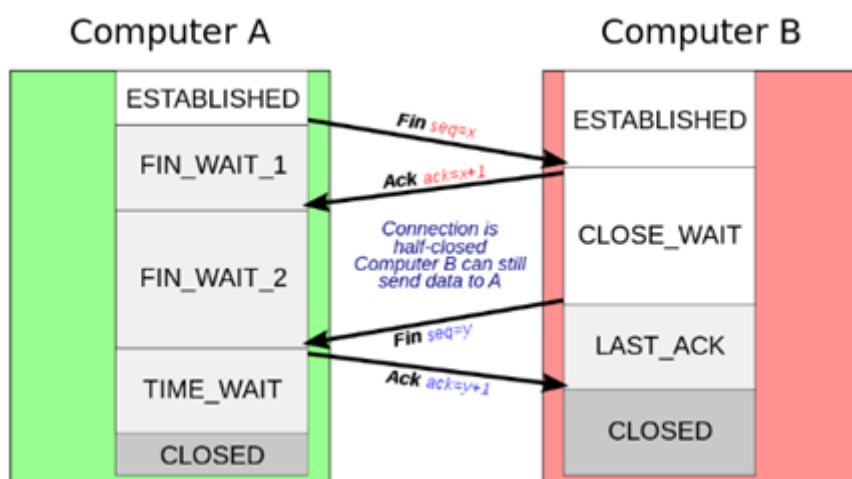 Computer A
Computer B
ESTABLISHED
ESTABLISHED
Fin seq=x
FIN_WAIT_1
Ack ack=x+1
Connection is
half-closed
Computer B can still
send data to A
CLOSE_WAIT
FIN_WAIT_2
Fin seq=y
LAST_ACK
TIME_WAIT
Ack ack=y+1
CLOSED
CLOSED